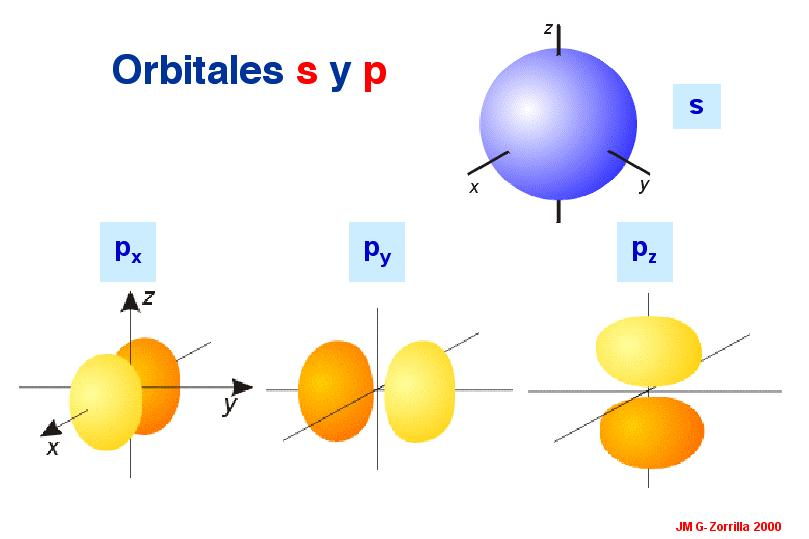 Orbitales s y p
z
s
x
y
px
py
pz
z
y
x
JM G-Zorrilla 2000